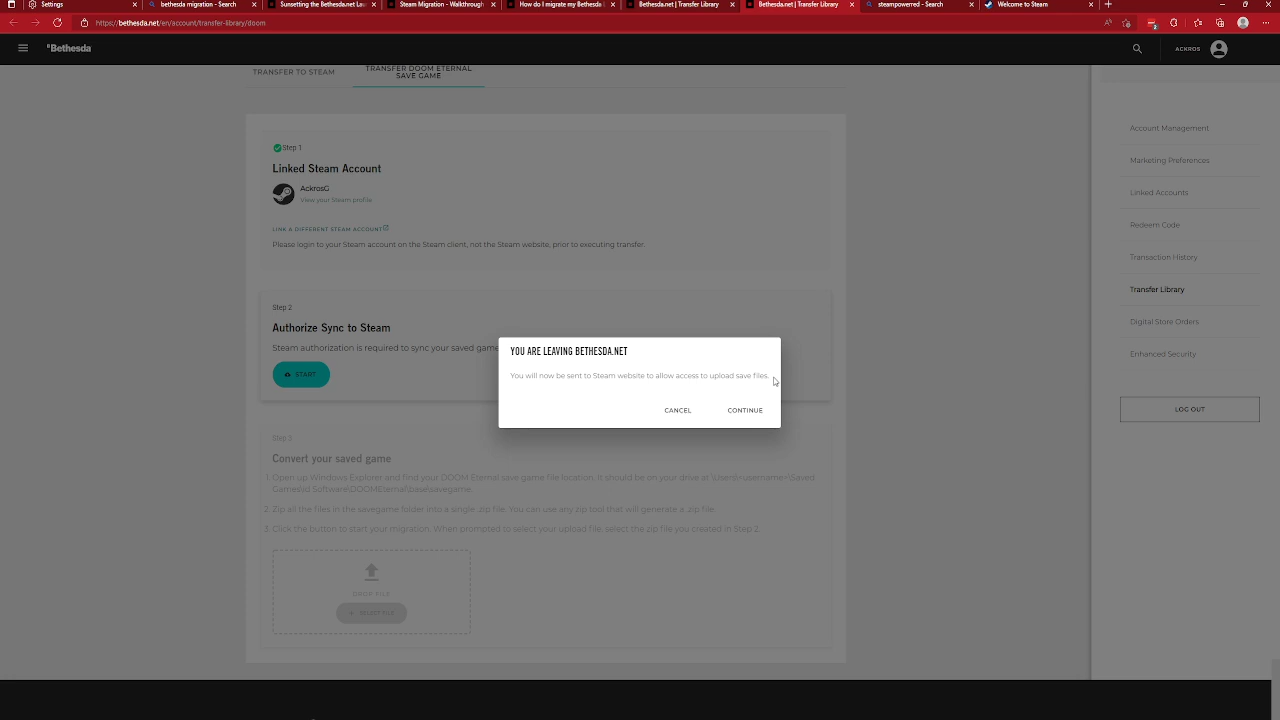 Settings
bethesda migration - Search
Sunsetting the Bethesda.net Lau
Steam Migration - Walkthrough
How do I migrate my Bethesda
Bethesda.net | Transfer Library
Bethesda.net | Transfer Library
steampowered - Search
Welcome to Steam
https://bethesda.net/en/account/transfer-library/doom
Bethesda
ACKROS
TRANSFER TO STEAM
TRANSFER DOOM ETERNAL
SAVE GAME
Step 1
Linked Steam Account
AckrosG
View your Steam profile
LINK A DIFFERENT STEAM ACCOUNT
Please login to your Steam account on the Steam client, not the Steam website, prior to executing transfer.
Step 2
Authorize Sync to Steam
Steam authorization is required to sync your saved game
START
YOU ARE LEAVING BETHESDA.NET
You will now be sent to Steam website to allow access to upload save files.
CANCEL
CONTINUE
Step 3
Convert your saved game
1. Open up Windows Explorer and find your DOOM Eternal save game file location. It should be on your drive at \Users\<username>\Saved
Games\id Software\DOOMEternal\base\savegame
2. Zip all the files in the savegame folder into a single .zip file. You can use any zip tool that will generate a .zip file.
3. Click the button to start your migration. When prompted to select your upload file, select the zip file you created in Step 2.
DROP FILE
+ SELECT FILE
Account Management
Marketing Preferences
Linked Accounts
Redeem Code
Transaction History
Transfer Library
Digital Store Orders
Enhanced Security
LOG OUT